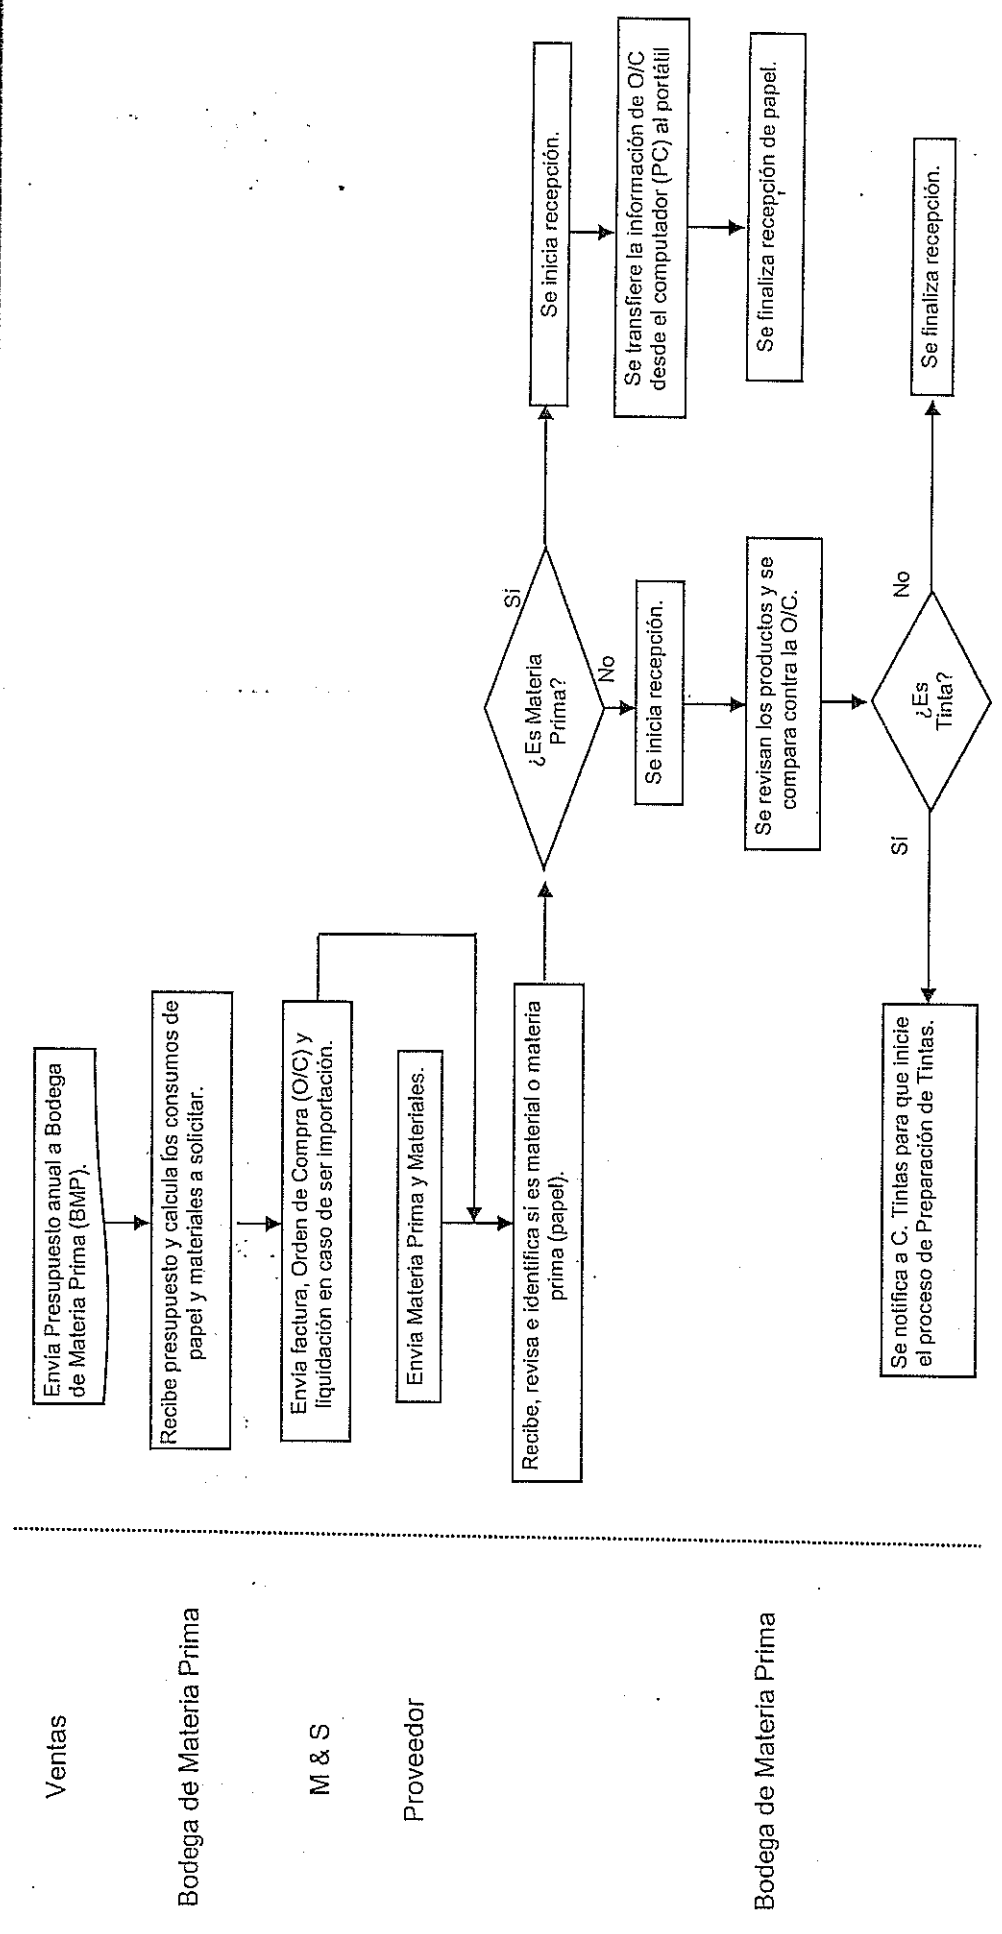 Ventas
Envía Presupuesto anual a Bodega
de Materia Prima (BMP).
Bodega de Materia Prima
Recibe presupuesto y calcula los consumos de
papel y materiales a solicitar.
M & S
Envía factura, Orden de Compra (O/C) y
liquidación en caso de ser importación.
Proveedor
Envía Materia Prima y Materiales.
Bodega de Materia Prima
Recibe, revisa e identifica si es material o materia
prima (papel).
¿Es Materia
Prima?
Sí
Se inicia recepción.
Se transfiere la información de O/C
desde el computador (PC) al portátil
Se finaliza recepción de papel.
No
Se inicia recepción.
Se revisan los productos y se
compara contra la O/C.
¿Es
Tinta?
Sí
Se notifica a C. Tintas para que inicie
el proceso de Preparación de Tintas.
No
Se finaliza recepción.